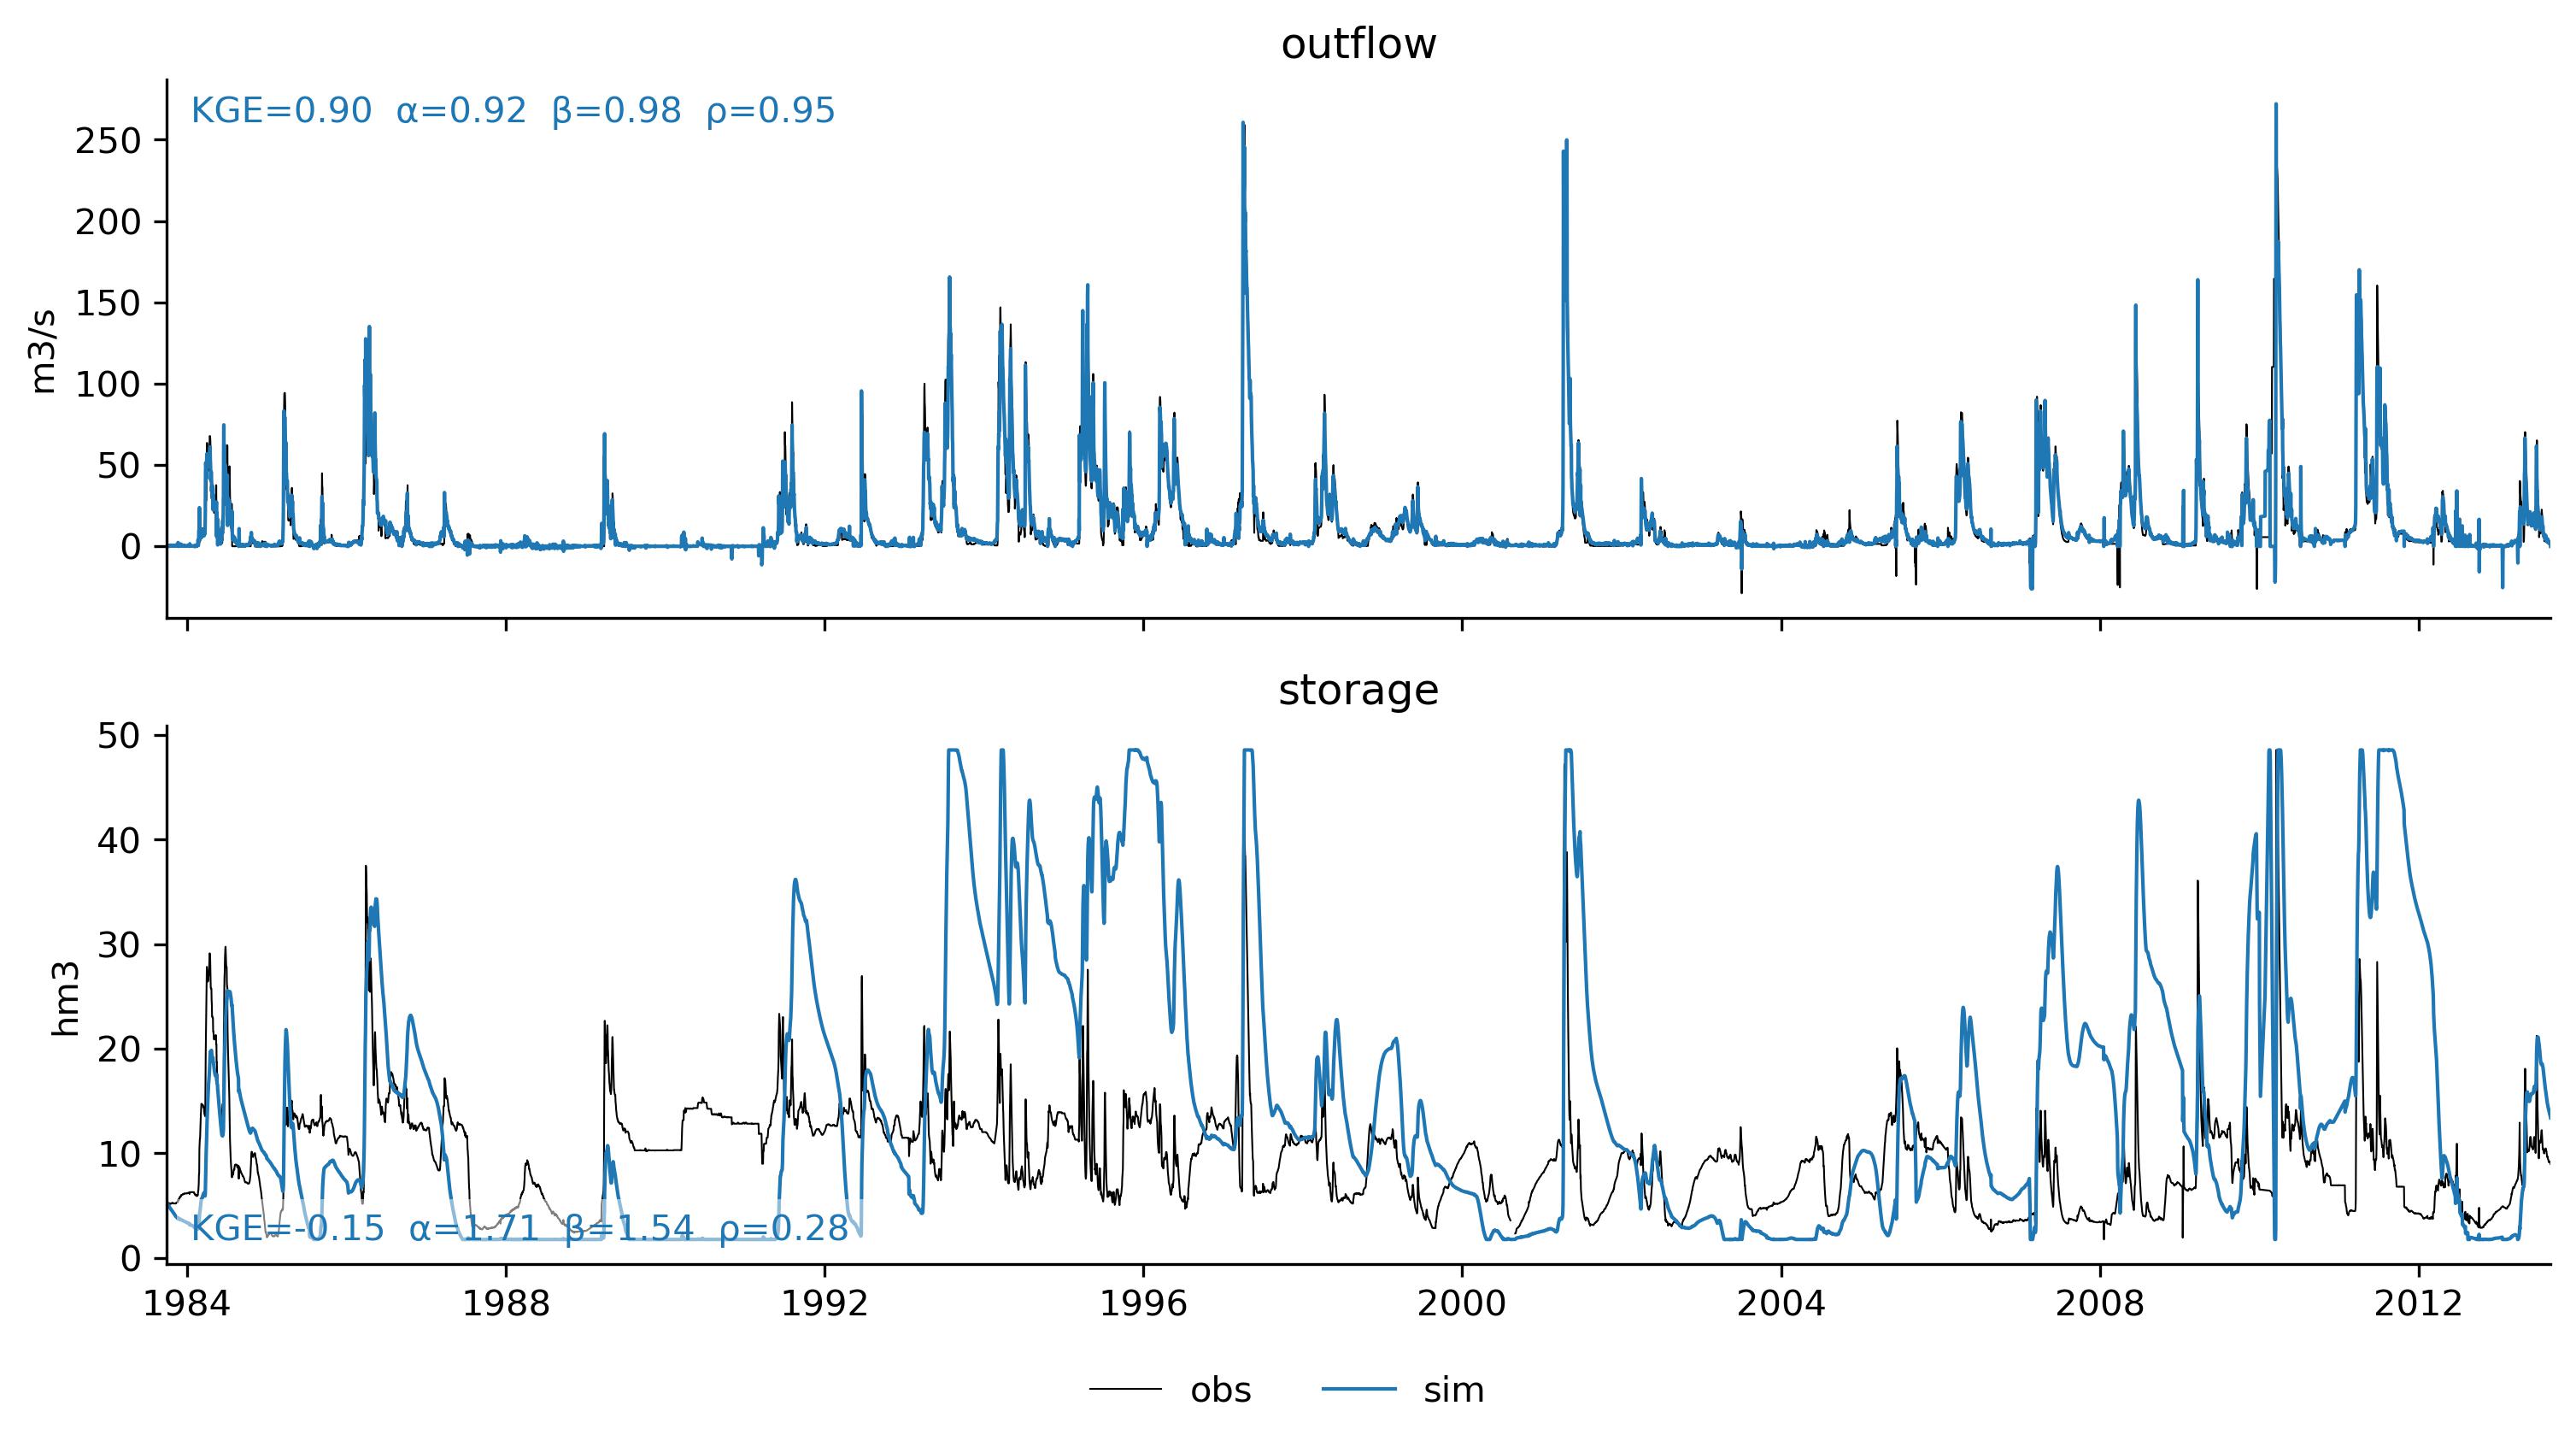 outflow
KGE=0.90 α=0.92 β=0.98 ρ=0.95
250
200
150
100
50
0
m3/s
storage
50
40
30
20
10
0
hm3
KGE=-0.15 α=1.71 β=1.54 ρ=0.28
1984 1988 1992 1996 2000 2004 2008 2012
obs sim